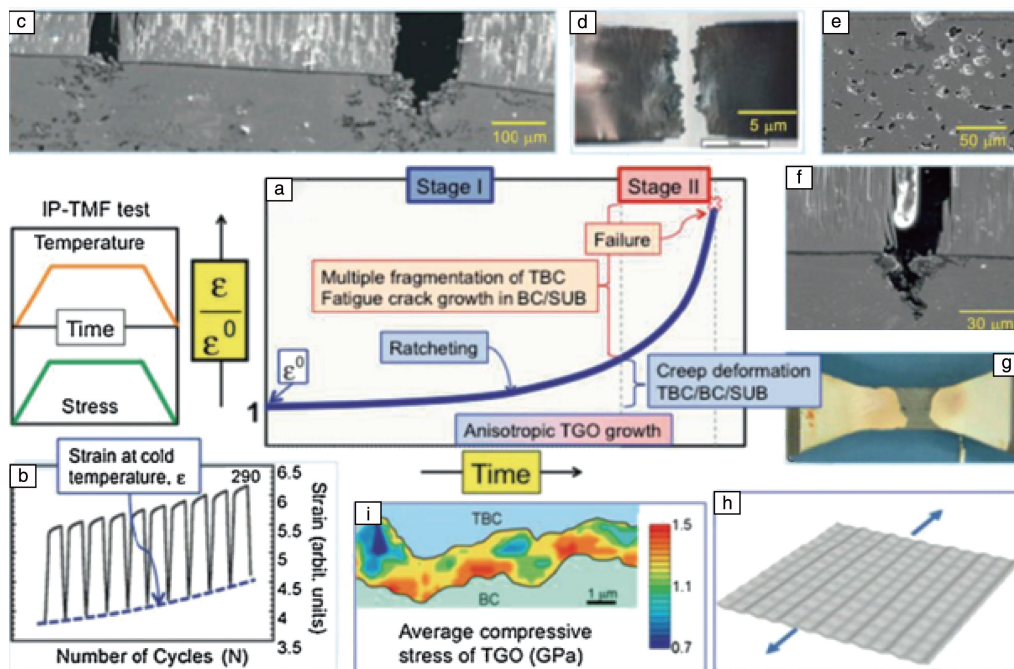 c
100 μm
d
5 μm
e
50 μm
f
30 μm
IP-TMF test
Temperature
Time
Stress
ε
ε⁰
a
Stage I
Stage II
Failure
Multiple fragmentation of TBC
Fatigue crack growth in BC/SUB
Ratcheting
ε⁰
1
Creep deformation
TBC/BC/SUB
Anisotropic TGO growth
Time
g
b
Strain at cold
temperature, ε
290
6.5
6
5.5
5
4.5
4
3.5
Strain (arbit. units)
Number of Cycles (N)
i
TBC
BC
1 μm
1.5
1.1
0.7
Average compressive
stress of TGO (GPa)
h